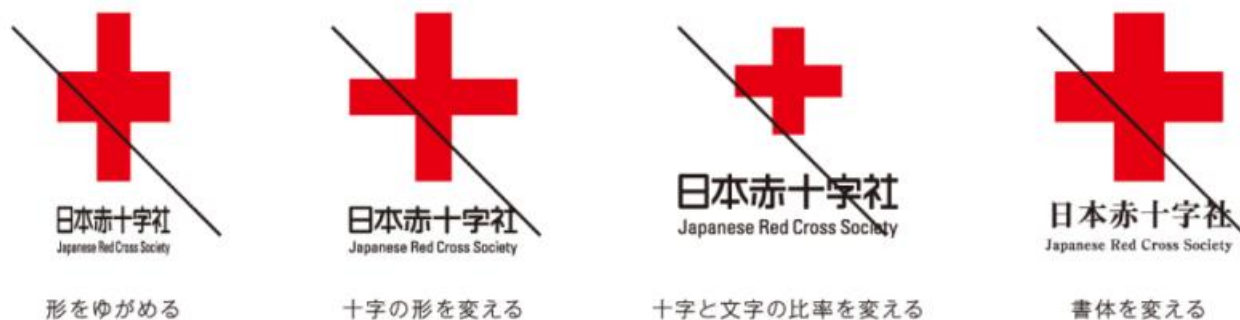 日本赤十字社
Japanese Red Cross Society
形をゆがめる
日本赤十字社
Japanese Red Cross Society
十字の形を変える
日本赤十字社
Japanese Red Cross Society
十字と文字の比率を変える
日本赤十字社
Japanese Red Cross Society
書体を変える